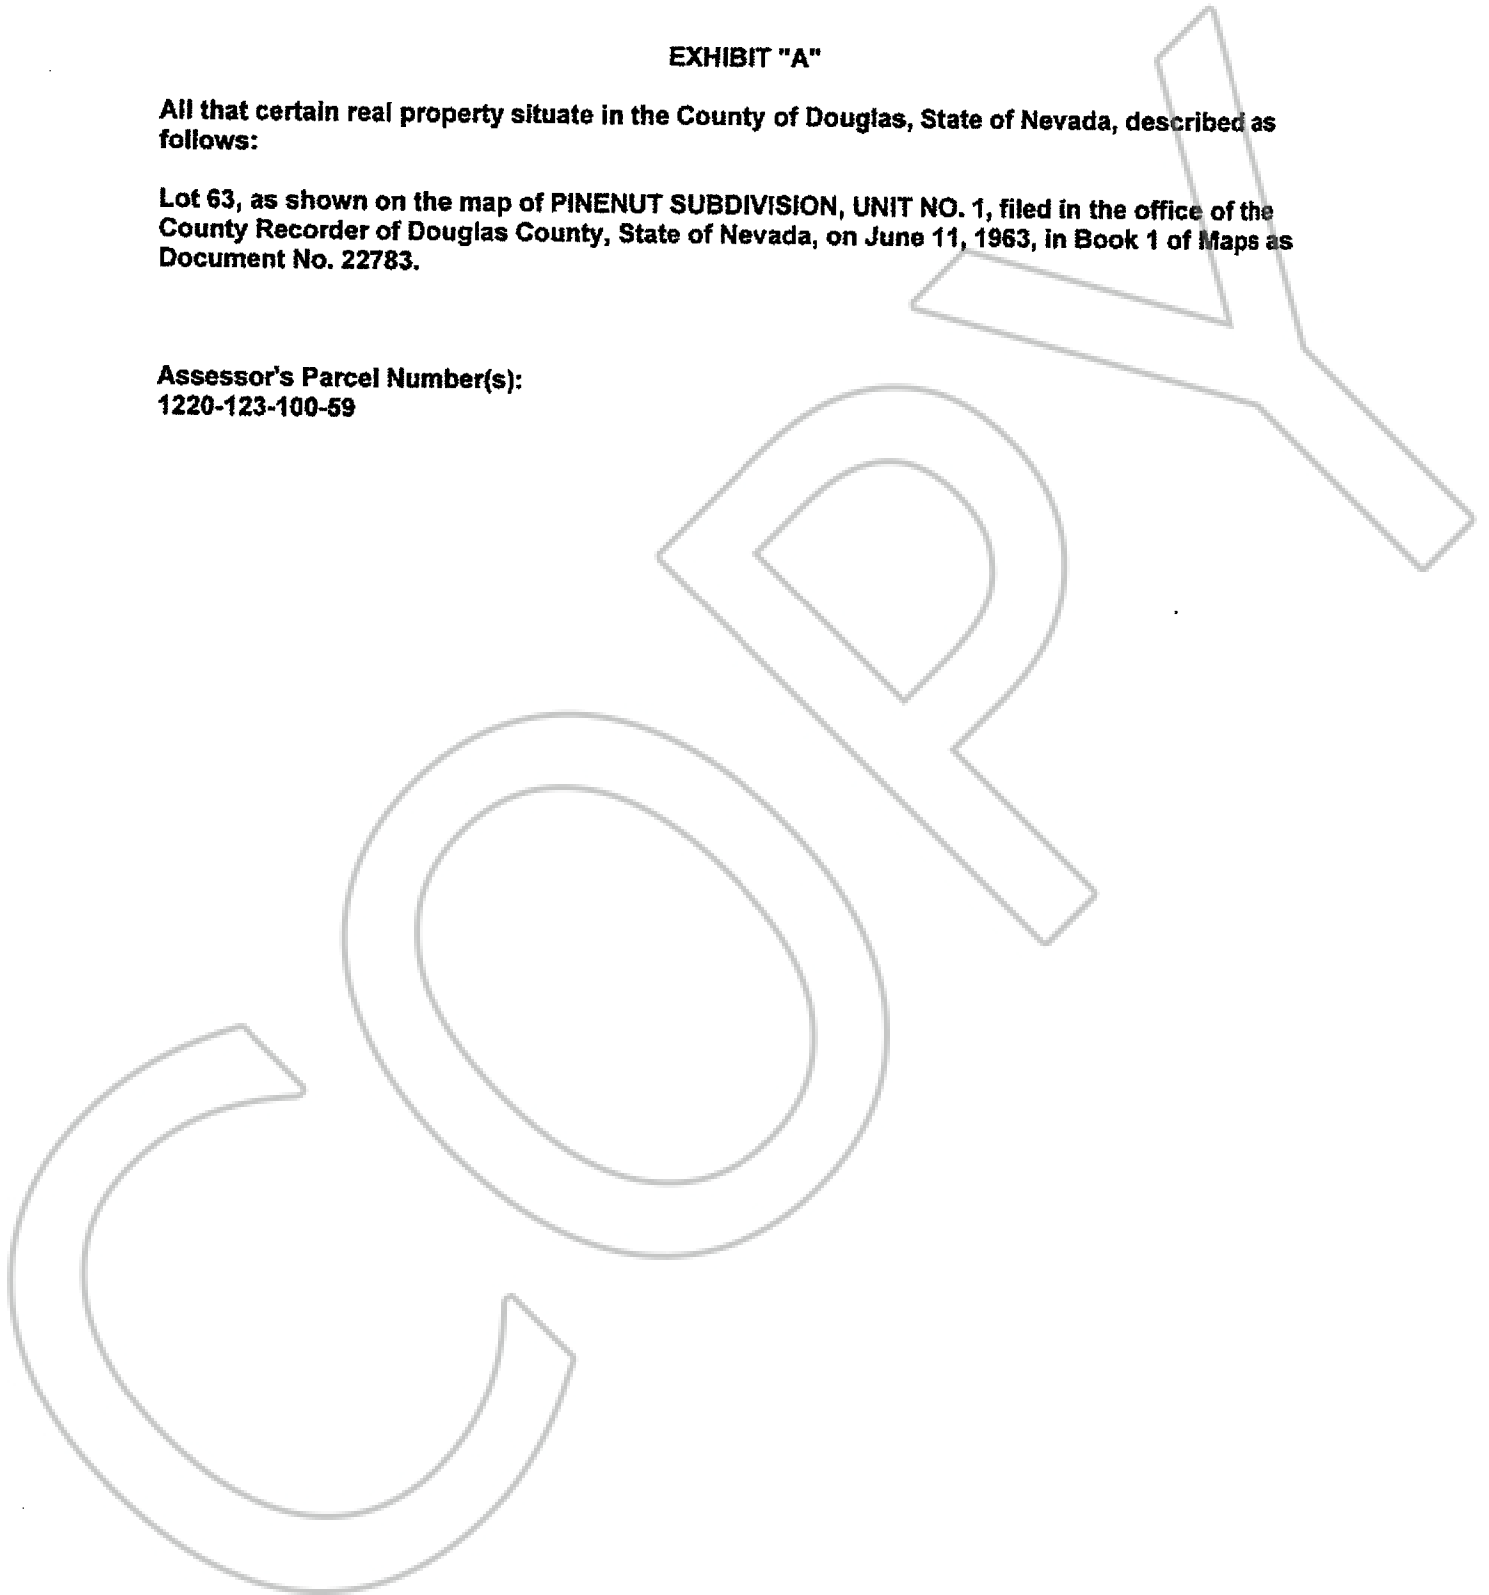 EXHIBIT "A"
All that certain real property situate in the County of Douglas, State of Nevada, described as
follows:
Lot 63, as shown on the map of PINENUT SUBDIVISION, UNIT NO. 1, filed in the office of the
County Recorder of Douglas County, State of Nevada, on June 11, 1963, in Book 1 of Maps as
Document No. 22783.
Assessor's Parcel Number(s):
1220-123-100-59
COPY